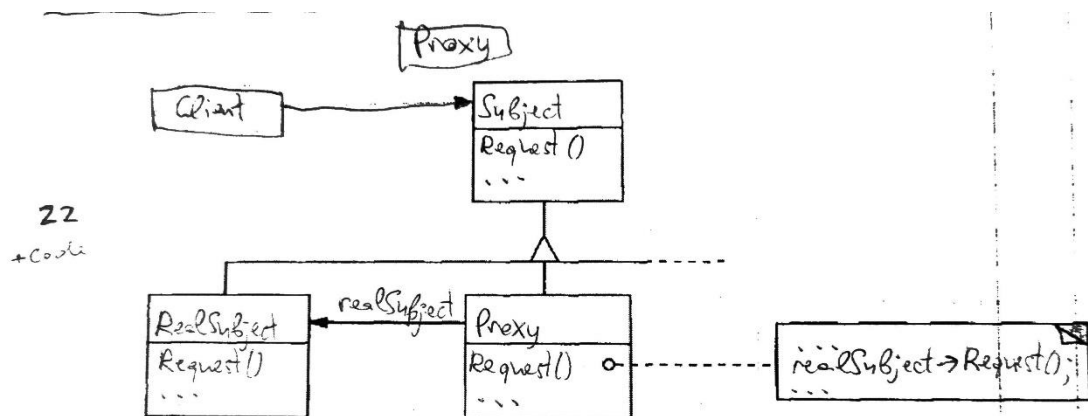 Proxy
Client
Subject
Request()
...
22
RealSubject
Request()
...
realSubject
Proxy
Request()
...
....
realSubject→Request();
....